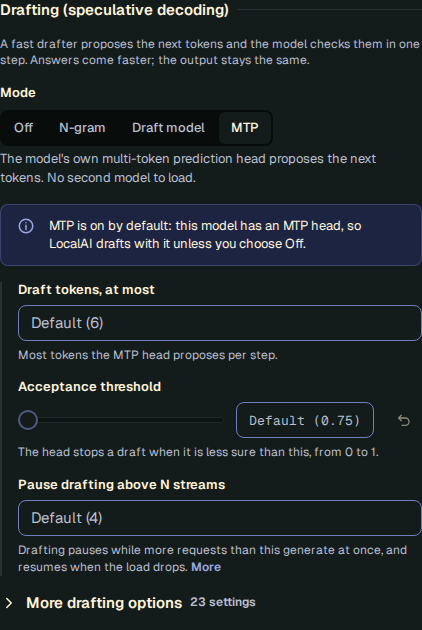 Drafting (speculative decoding)
A fast drafter proposes the next tokens and the model checks them in one
step. Answers come faster; the output stays the same.
Mode
Off N-gram Draft model MTP
The model's own multi-token prediction head proposes the next
tokens. No second model to load.
MTP is on by default: this model has an MTP head, so
LocalAI drafts with it unless you choose Off.
Draft tokens, at most
Default (6)
Most tokens the MTP head proposes per step.
Acceptance threshold
Default (0.75)
The head stops a draft when it is less sure than this, from 0 to 1.
Pause drafting above N streams
Default (4)
Drafting pauses while more requests than this generate at once, and
resumes when the load drops. More
More drafting options 23 settings